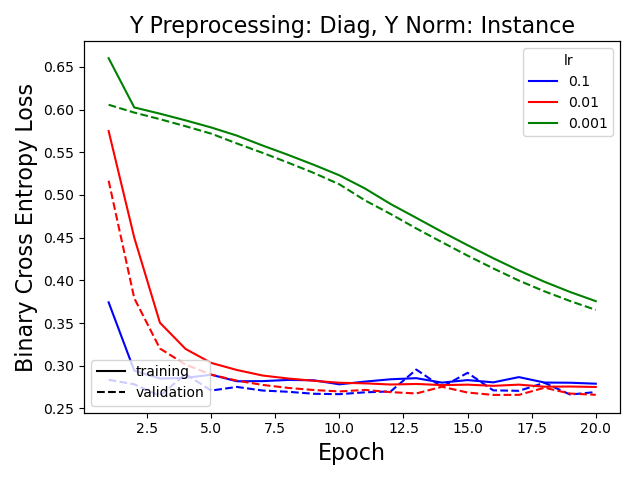 Y Preprocessing: Diag, Y Norm: Instance
Binary Cross Entropy Loss
0.65
0.60
0.55
0.50
0.45
0.40
0.35
0.30
0.25
lr
0.1
0.01
0.001
training
validation
2.5 5.0 7.5 10.0 12.5 15.0 17.5 20.0
Epoch